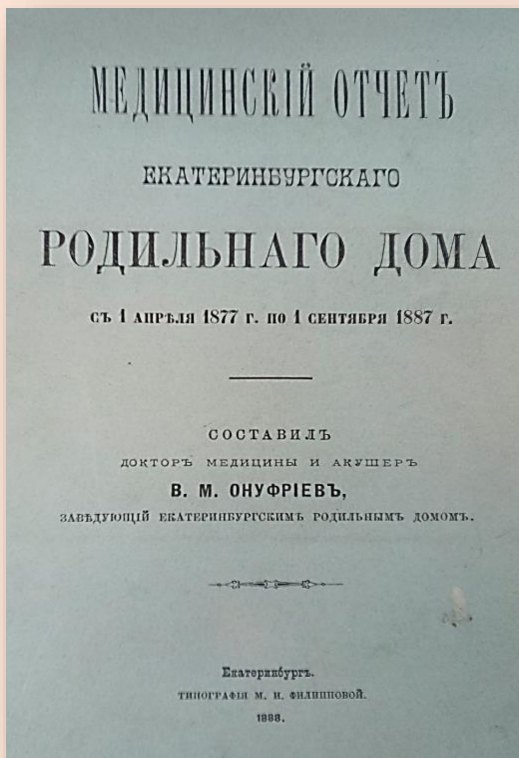 МЕДИЦИНСКІЙ ОТЧЕТЪ
ЕКАТЕРИНБУРГСКАГО
РОДИЛЬНАГО ДОМА
СЪ 1 АПРѢЛЯ 1877 Г. ПО 1 СЕНТЯБРЯ 1887 Г.
СОСТАВИЛЪ
ДОКТОРЪ МЕДИЦИНЫ И АКУШЕРЪ
В. М. ОНУФРІЕВЪ,
ЗАВѢДУЮЩІЙ ЕКАТЕРИНБУРГСКИМЪ РОДИЛЬНЫМЪ ДОМОМЪ.
Екатеринбургъ.
ТИПОГРАФІЯ М. И. ФИЛИППОВОЙ.
1888.